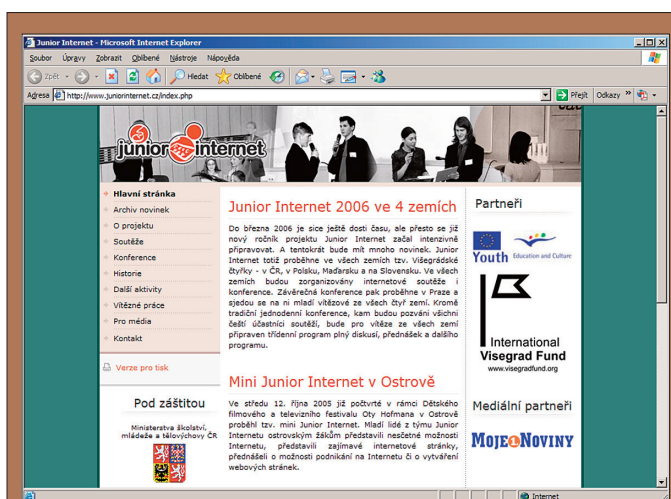 Junior Internet - Microsoft Internet Explorer
Soubor Úpravy Zobrazit Oblíbené Nástroje Nápověda
Zpět Hledat Oblíbené
Adresa http://www.juniorinternet.cz/index.php Přejít Odkazy »
junior internet
Hlavní stránka
Archiv novinek
O projektu
Soutěže
Konference
Historie
Další aktivity
Vítězné práce
Pro média
Kontakt
Verze pro tisk
Pod záštitou
Ministerstva školství,
mládeže a tělovýchovy ČR
Junior Internet 2006 ve 4 zemích
Do března 2006 je sice ještě dosti času, ale přesto se již
nový ročník projektu Junior Internet začal intenzivně
připravovat. A tentokrát bude mít mnoho novinek. Junior
Internet totiž proběhne ve všech zemích tzv. Višegrádské
čtyřky - v ČR, v Polsku, Maďarsku a na Slovensku. Ve všech
zemích budou zorganizovány internetové soutěže i
konference. Závěrečná konference pak proběhne v Praze a
sjedou se na ni mladí vítězové ze všech čtyř zemí. Kromě
tradiční jednodenní konference, kam budou pozváni všichni
čeští účastníci soutěží, bude pro vítěze ze všech zemí
připraven třídenní program plný diskusí, přednášek a dalšího
programu.
Mini Junior Internet v Ostrově
Ve středu 12. října 2005 již počtvrté v rámci Dětského
filmového a televizního festivalu Oty Hofmana v Ostrově
proběhl tzv. mini Junior Internet. Mladí lidé z týmu Junior
Internetu ostrovským žákům představili nesčetné možnosti
Internetu, představili zajímavé internetové stránky,
přednášeli o možnosti podnikání na Internetu či o vytváření
webových stránek.
Partneři
Youth Education and Culture
International
Visegrad Fund
www.visegradfund.org
Mediální partneři
MOJE1NOVINY
Internet